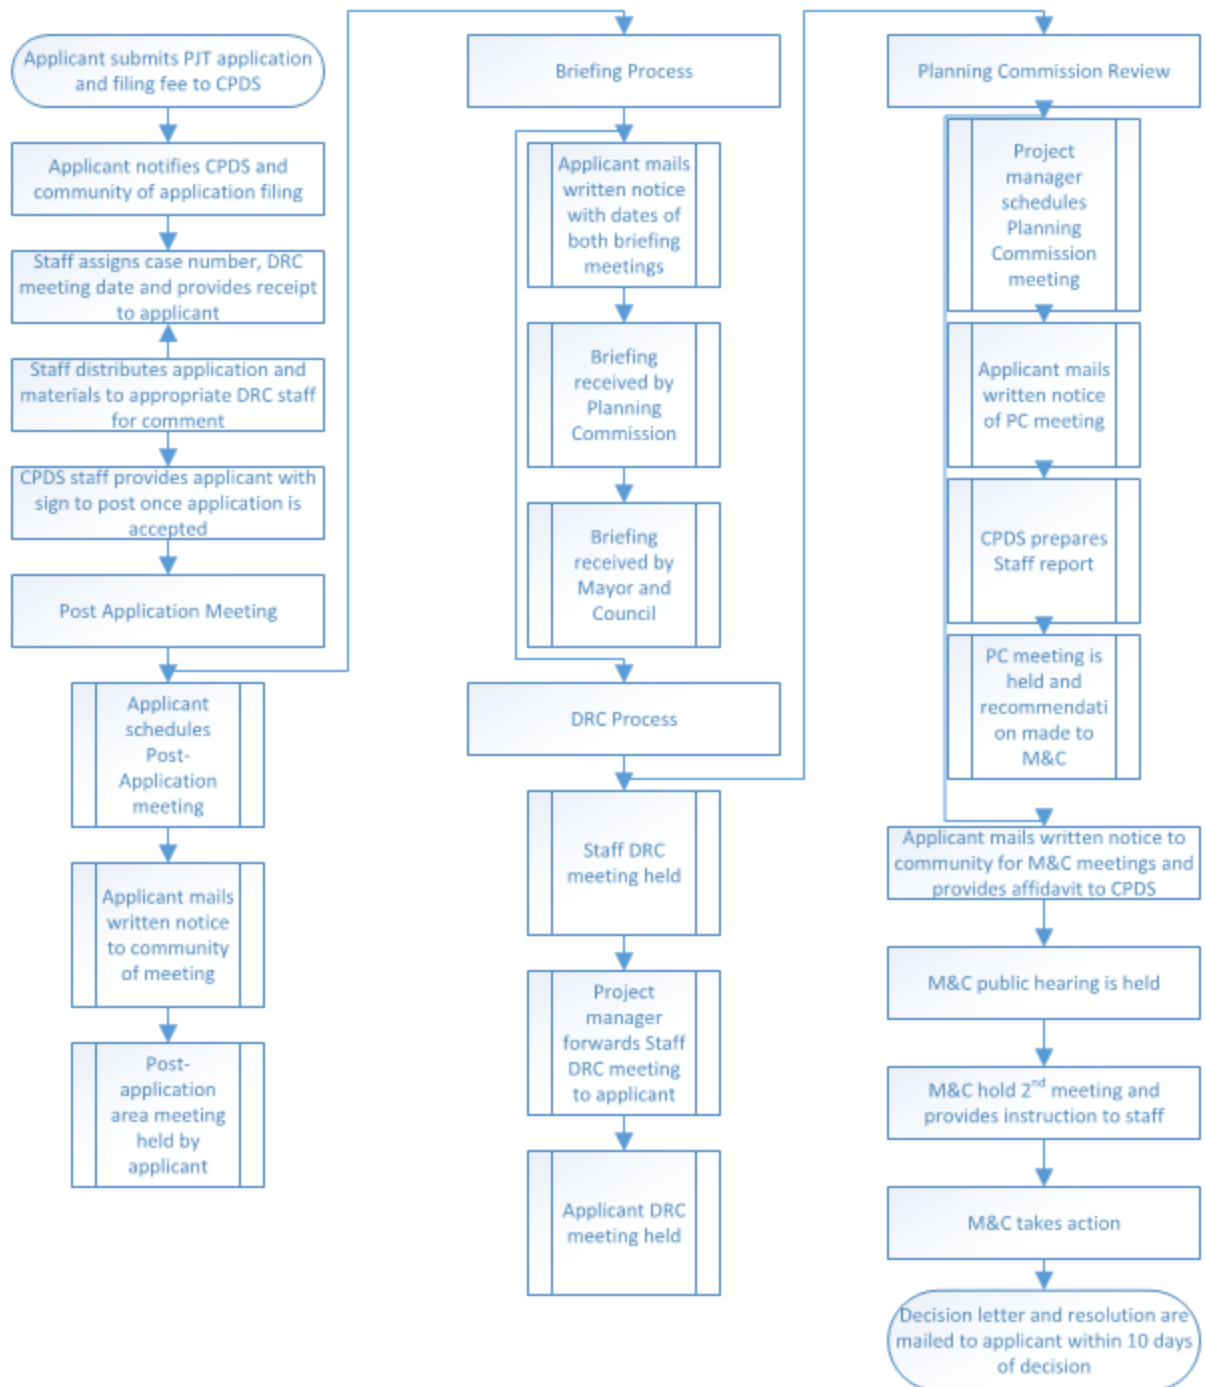 Applicant submits PJT application
and filing fee to CPDS
Applicant notifies CPDS and
community of application filing
Staff assigns case number, DRC
meeting date and provides receipt
to applicant
Staff distributes application and
materials to appropriate DRC staff
for comment
CPDS staff provides applicant with
sign to post once application is
accepted
Post Application Meeting
Applicant
schedules
Post-
Application
meeting
Applicant mails
written notice
to community
of meeting
Post-
application
area meeting
held by
applicant
Briefing Process
Applicant mails
written notice
with dates of
both briefing
meetings
Briefing
received by
Planning
Commission
Briefing
received by
Mayor and
Council
DRC Process
Staff DRC
meeting held
Project
manager
forwards Staff
DRC meeting
to applicant
Applicant DRC
meeting held
Planning Commission Review
Project
manager
schedules
Planning
Commission
meeting
Applicant mails
written notice
of PC meeting
CPDS prepares
Staff report
PC meeting is
held and
recommendati
on made to
M&C
Applicant mails written notice to
community for M&C meetings and
provides affidavit to CPDS
M&C public hearing is held
M&C hold 2nd meeting and
provides instruction to staff
M&C takes action
Decision letter and resolution are
mailed to applicant within 10 days
of decision